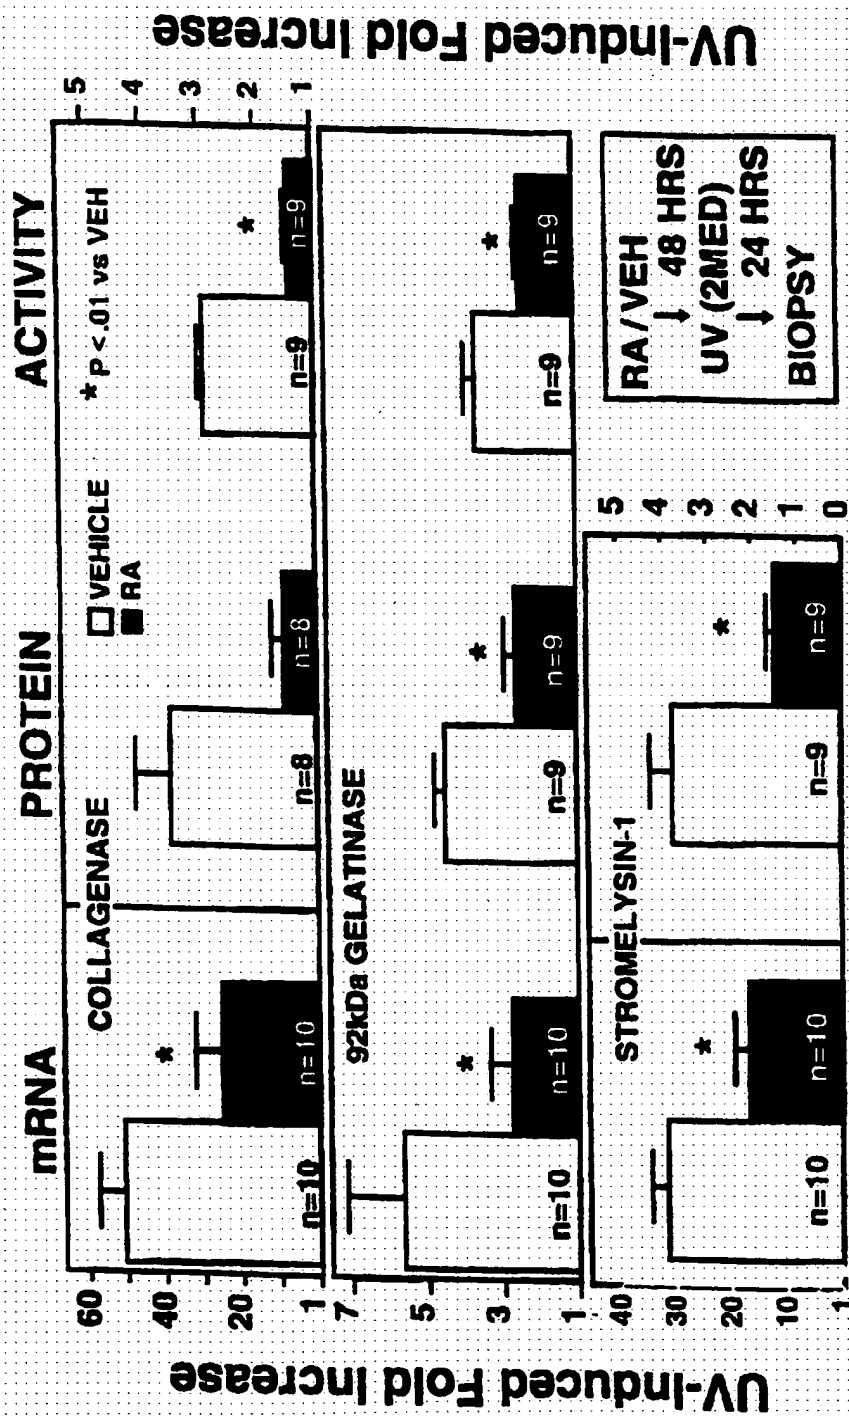 mRNA PROTEIN ACTIVITY
UV-Induced Fold Increase
60
40
20
1
COLLAGENASE
VEHICLE
RA
* P<.01 vs VEH
*
*
n=10
n=10
n=8
n=8
n=9
n=9
5
4
3
2
1
7
5
3
1
92kDa GELATINASE
*
*
*
n=10
n=10
n=9
n=9
n=9
n=9
40
20
10
1
STROMELYSIN-1
*
*
n=10
n=10
n=9
n=9
5
4
3
2
1
0
RA/VEH
↓ 48 HRS
UV (2MED)
↓ 24 HRS
BIOPSY
UV-Induced Fold Increase